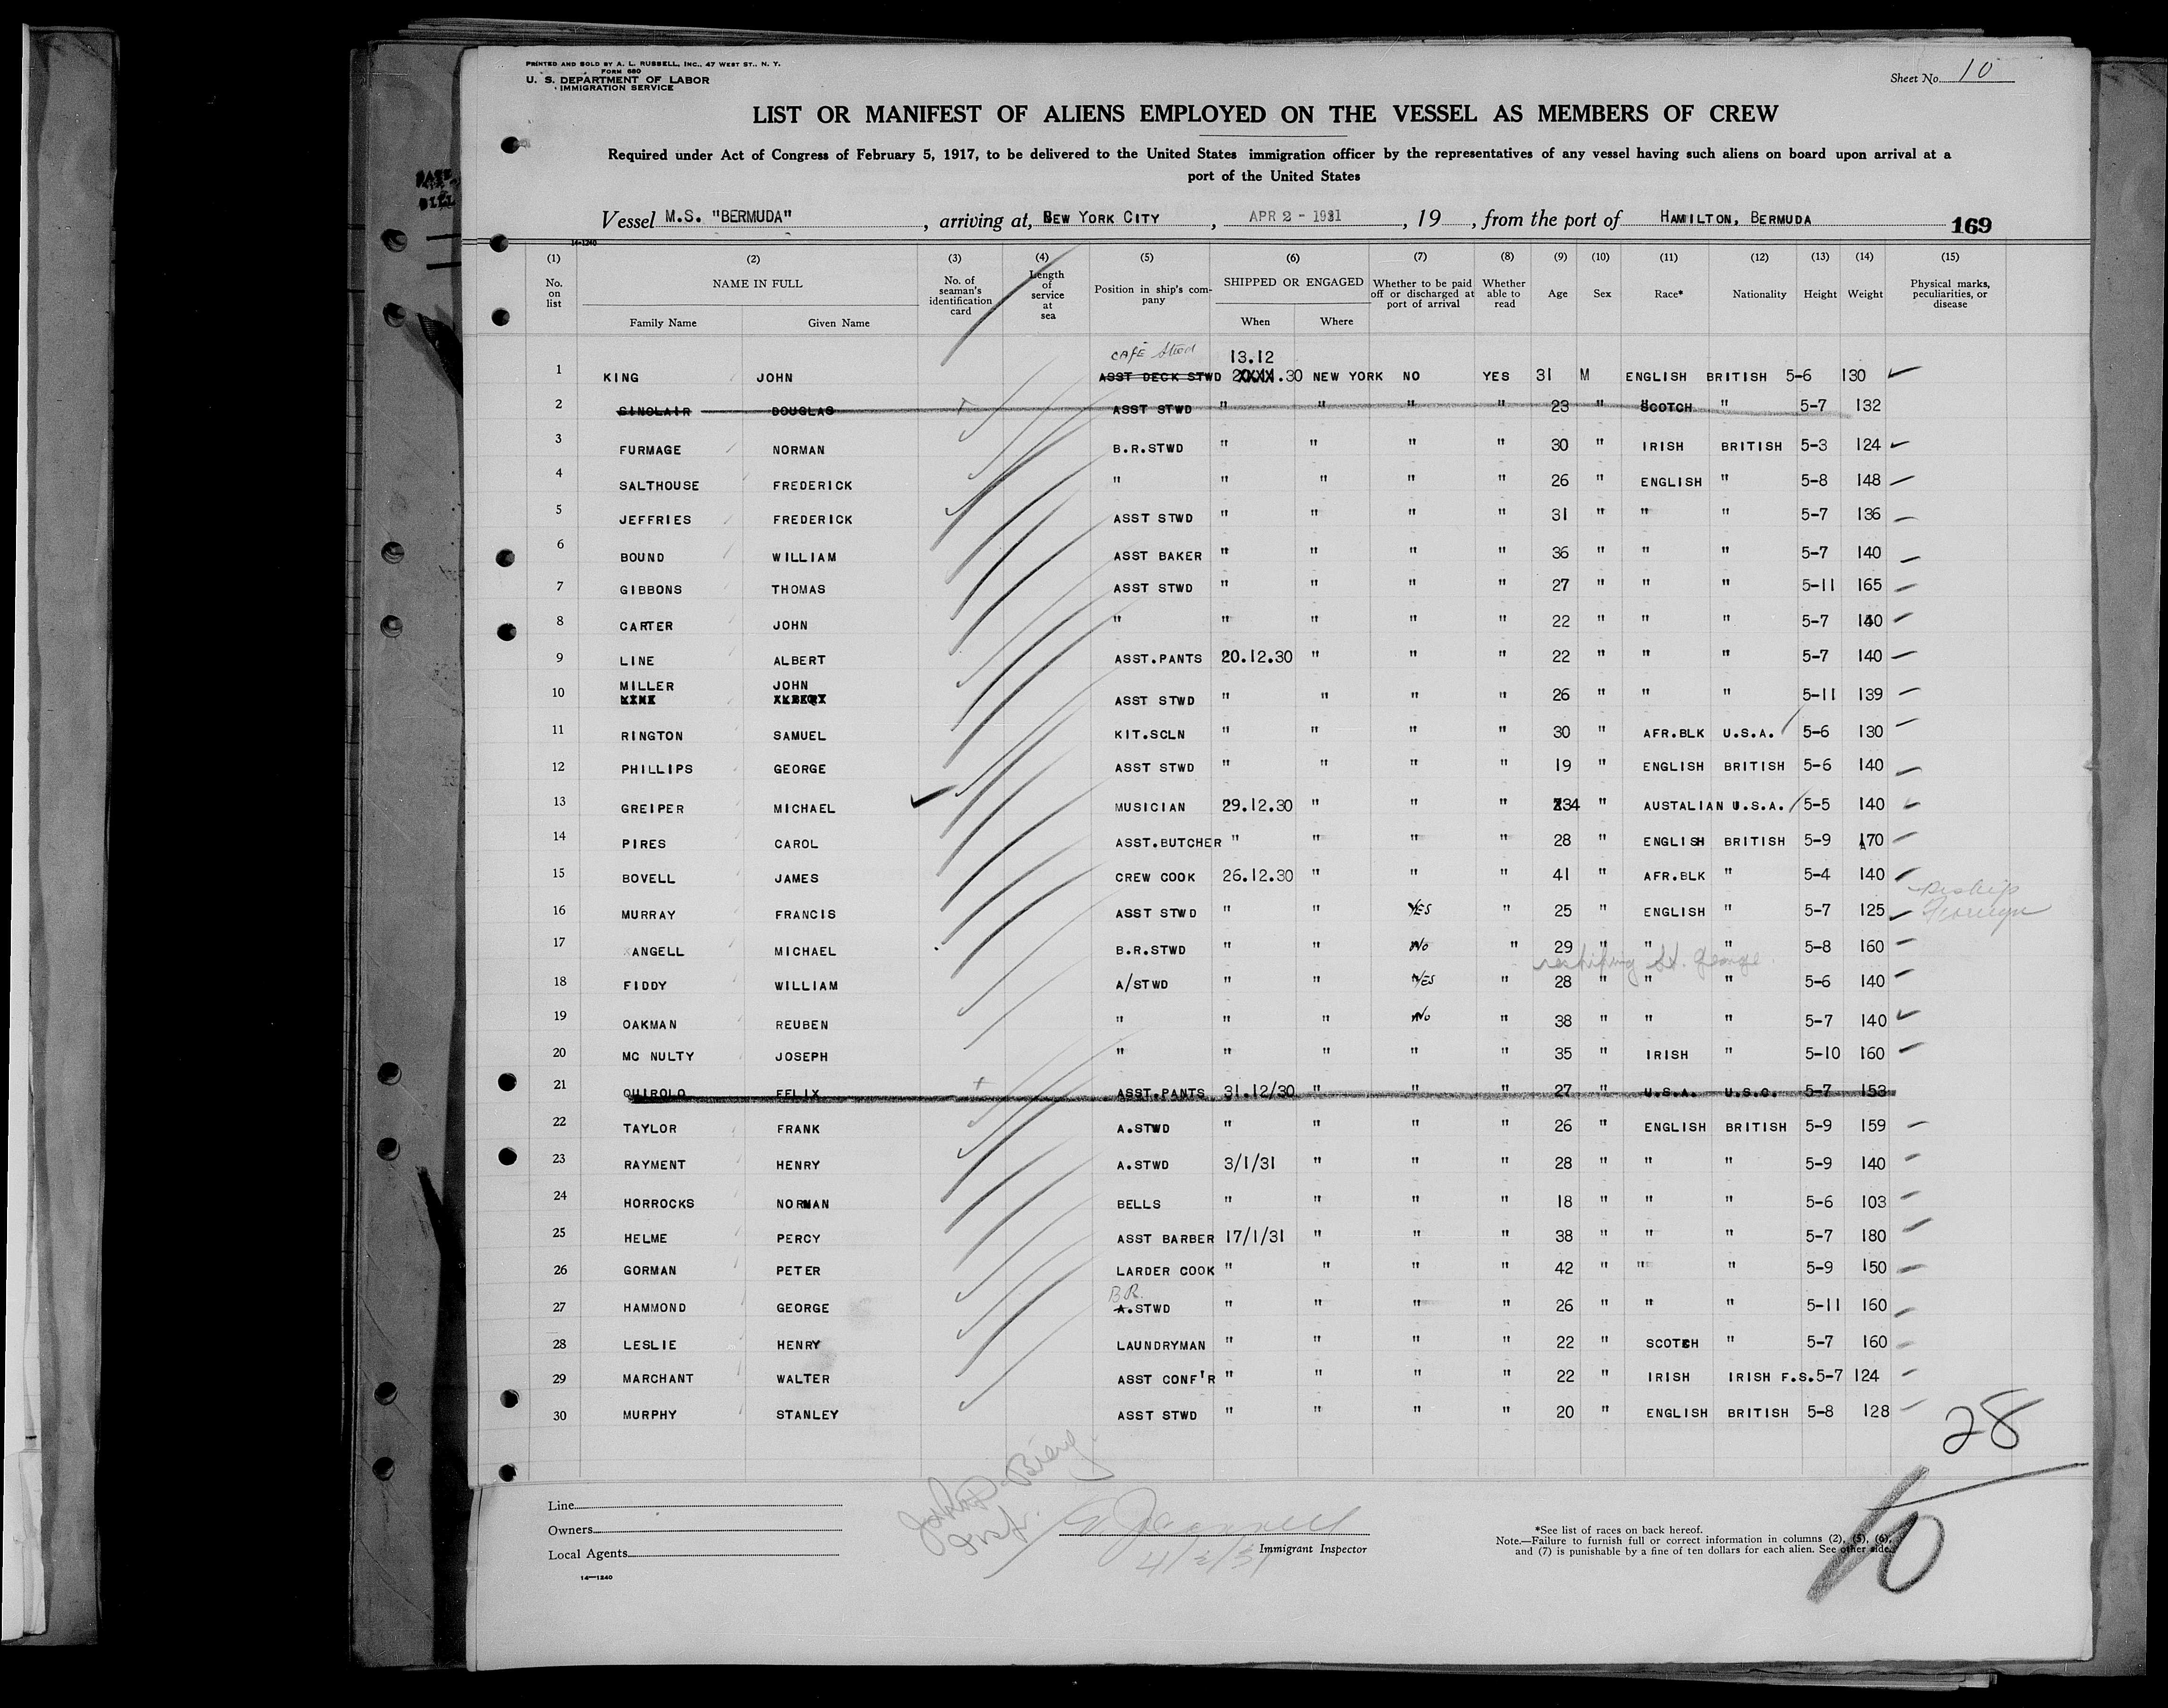 PRINTED AND SOLD BY A. L. RUSSELL, INC., 47 WEST ST., N. Y.
FORM 680
U. S. DEPARTMENT OF LABOR
IMMIGRATION SERVICE
Sheet No. 10
LIST OR MANIFEST OF ALIENS EMPLOYED ON THE VESSEL AS MEMBERS OF CREW
Required under Act of Congress of February 5, 1917, to be delivered to the United States immigration officer by the representatives of any vessel having such aliens on board upon arrival at a
port of the United States
Vessel M.S. "BERMUDA" , arriving at, NEW YORK CITY , APR 2 - 1931 , 19 , from the port of HAMILTON, BERMUDA 169
14-1240
(1) (2) (3) (4) (5) (6) (7) (8) (9) (10) (11) (12) (13) (14) (15)
No. on list NAME IN FULL Family Name Given Name No. of seaman's identification card Length of service at sea Position in ship's company SHIPPED OR ENGAGED When Where Whether to be paid off or discharged at port of arrival Whether able to read Age Sex Race* Nationality Height Weight Physical marks, peculiarities, or disease
CAFE Stwd 13.12
1 KING JOHN ASST DECK STWD .30 NEW YORK NO YES 31 M ENGLISH BRITISH 5-6 130
2 SINCLAIR DOUGLAS ASST STWD " " " " 23 " SCOTCH " 5-7 132
3 FURMAGE NORMAN B.R.STWD " " " " 30 " IRISH BRITISH 5-3 124
4 SALTHOUSE FREDERICK " " " " " 26 " ENGLISH " 5-8 148
5 JEFFRIES FREDERICK ASST STWD " " " " 31 " " " 5-7 136
6 BOUND WILLIAM ASST BAKER " " " " 36 " " " 5-7 140
7 GIBBONS THOMAS ASST STWD " " " " 27 " " " 5-11 165
8 CARTER JOHN " " " " " 22 " " " 5-7 140
9 LINE ALBERT ASST.PANTS 20.12.30 " " " 22 " " " 5-7 140
MILLER JOHN
10 ASST STWD " " " " 26 " " " 5-11 139
11 RINGTON SAMUEL KIT.SCLN " " " " 30 " AFR.BLK U.S.A. 5-6 130
12 PHILLIPS GEORGE ASST STWD " " " " 19 " ENGLISH BRITISH 5-6 140
13 GREIPER MICHAEL MUSICIAN 29.12.30 " " " 34 " AUSTALIAN U.S.A. 5-5 140
14 PIRES CAROL ASST.BUTCHER " " " " 28 " ENGLISH BRITISH 5-9 170
15 BOVELL JAMES CREW COOK 26.12.30 " " " 41 " AFR.BLK " 5-4 140
16 MURRAY FRANCIS ASST STWD " " YES " 25 " ENGLISH " 5-7 125
17 ANGELL MICHAEL B.R.STWD " " No " 29 " " " 5-8 160
reshiping St. George
18 FIDDY WILLIAM A/STWD " " YES " 28 " " " 5-6 140
19 OAKMAN REUBEN " " " No " 38 " " " 5-7 140
20 MC NULTY JOSEPH " " " " " 35 " IRISH " 5-10 160
21 QUIROLO FELIX ASST.PANTS 31.12/30 " " " 27 " U.S.A. U.S.C. 5-7 153
22 TAYLOR FRANK A.STWD " " " " 26 " ENGLISH BRITISH 5-9 159
23 RAYMENT HENRY A.STWD 3/1/31 " " " 28 " " " 5-9 140
24 HORROCKS NORMAN BELLS " " " " 18 " " " 5-6 103
25 HELME PERCY ASST BARBER 17/1/31 " " " 38 " " " 5-7 180
26 GORMAN PETER LARDER COOK " " " " 42 " " " 5-9 150
B.R.
27 HAMMOND GEORGE A.STWD " " " " 26 " " " 5-11 160
28 LESLIE HENRY LAUNDRYMAN " " " " 22 " SCOTCH " 5-7 160
29 MARCHANT WALTER ASST CONF'R " " " " 22 " IRISH IRISH F.S. 5-7 124
30 MURPHY STANLEY ASST STWD " " " " 20 " ENGLISH BRITISH 5-8 128
28
10
Line
Owners
Local Agents
14-1240
4/2/31
Immigrant Inspector
*See list of races on back hereof.
Note.—Failure to furnish full or correct information in columns (2), (5), (6),
and (7) is punishable by a fine of ten dollars for each alien. See other side.